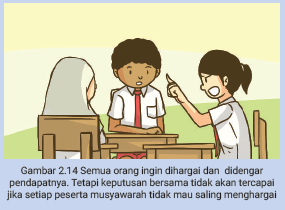 Gambar 2.14 Semua orang ingin dihargai dan didengar
pendapatnya. Tetapi keputusan bersama tidak akan tercapai
jika setiap peserta musyawarah tidak mau saling menghargai